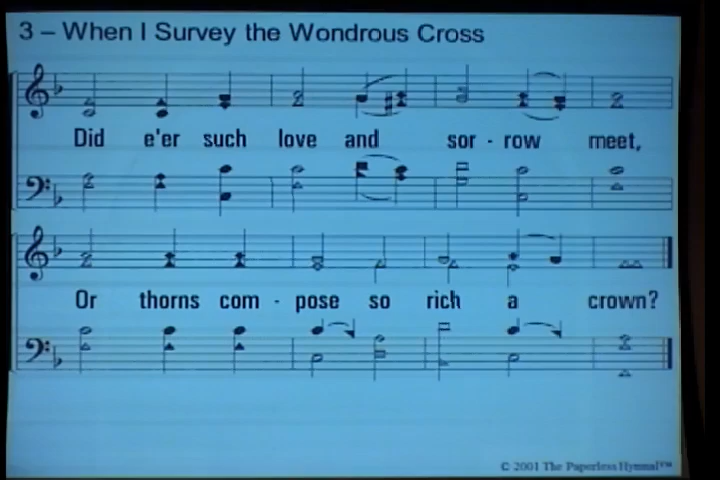 3 – When I Survey the Wondrous Cross
Did e'er such love and sor - row meet,
Or thorns com - pose so rich a crown?
© 2001 The Paperless Hymnal™